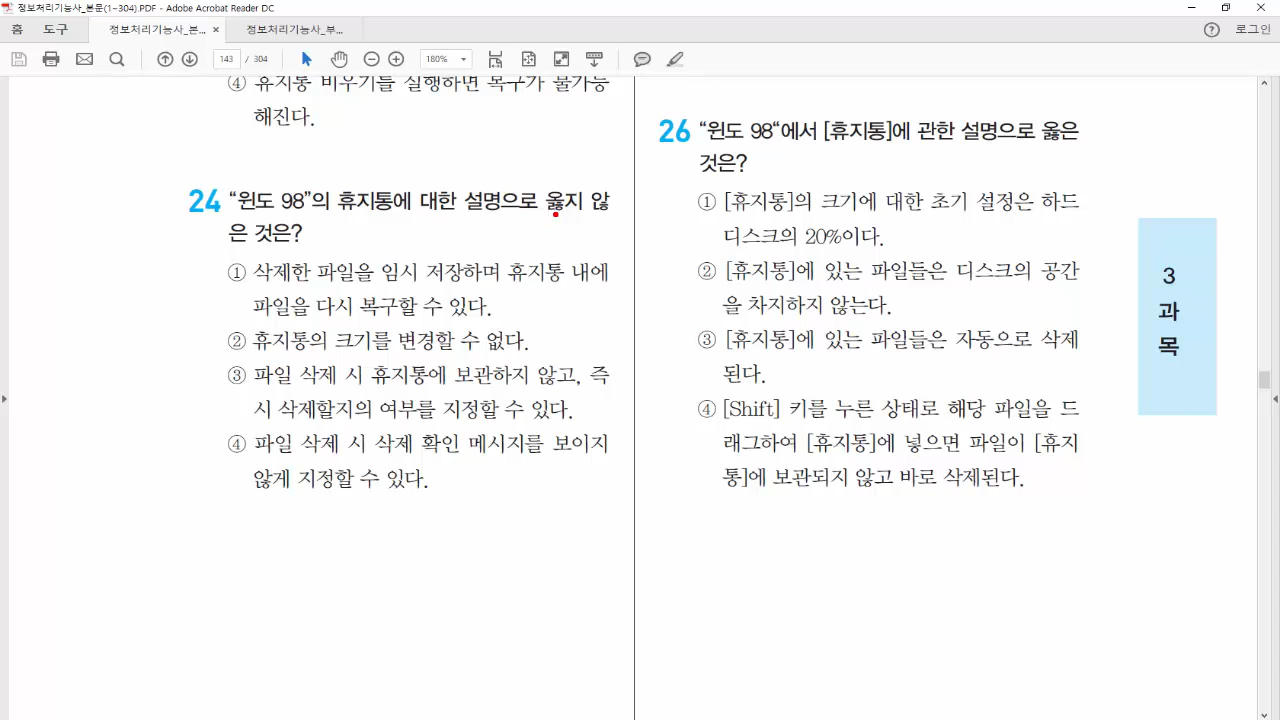 정보처리기능사_본문(1~304).PDF - Adobe Acrobat Reader DC
홈 도구 정보처리기능사_본... × 정보처리기능사_부... 로그인
143 / 304 180%
④ 휴지통 비우기를 실행하면 복구가 불가능
해진다.
24 “윈도 98”의 휴지통에 대한 설명으로 옳지 않
은 것은?
① 삭제한 파일을 임시 저장하며 휴지통 내에
파일을 다시 복구할 수 있다.
② 휴지통의 크기를 변경할 수 없다.
③ 파일 삭제 시 휴지통에 보관하지 않고, 즉
시 삭제할지의 여부를 지정할 수 있다.
④ 파일 삭제 시 삭제 확인 메시지를 보이지
않게 지정할 수 있다.
26 “윈도 98“에서 [휴지통]에 관한 설명으로 옳은
것은?
① [휴지통]의 크기에 대한 초기 설정은 하드
디스크의 20%이다.
② [휴지통]에 있는 파일들은 디스크의 공간
을 차지하지 않는다.
③ [휴지통]에 있는 파일들은 자동으로 삭제
된다.
④ [Shift] 키를 누른 상태로 해당 파일을 드
래그하여 [휴지통]에 넣으면 파일이 [휴지
통]에 보관되지 않고 바로 삭제된다.
3
과
목